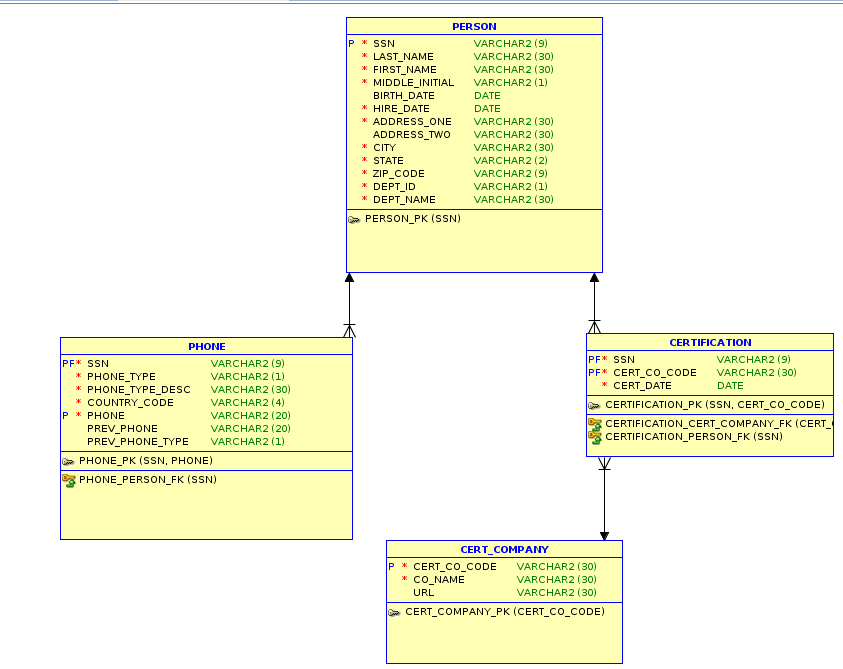 PERSON
P * SSN VARCHAR2 (9)
* LAST_NAME VARCHAR2 (30)
* FIRST_NAME VARCHAR2 (30)
* MIDDLE_INITIAL VARCHAR2 (1)
BIRTH_DATE DATE
* HIRE_DATE DATE
* ADDRESS_ONE VARCHAR2 (30)
ADDRESS_TWO VARCHAR2 (30)
* CITY VARCHAR2 (30)
* STATE VARCHAR2 (2)
* ZIP_CODE VARCHAR2 (9)
* DEPT_ID VARCHAR2 (1)
* DEPT_NAME VARCHAR2 (30)
PERSON_PK (SSN)
PHONE
PF* SSN VARCHAR2 (9)
* PHONE_TYPE VARCHAR2 (1)
* PHONE_TYPE_DESC VARCHAR2 (30)
* COUNTRY_CODE VARCHAR2 (4)
P * PHONE VARCHAR2 (20)
PREV_PHONE VARCHAR2 (20)
PREV_PHONE_TYPE VARCHAR2 (1)
PHONE_PK (SSN, PHONE)
PHONE_PERSON_FK (SSN)
CERTIFICATION
PF* SSN VARCHAR2 (9)
PF* CERT_CO_CODE VARCHAR2 (30)
* CERT_DATE DATE
CERTIFICATION_PK (SSN, CERT_CO_CODE)
CERTIFICATION_CERT_COMPANY_FK (CERT_
CERTIFICATION_PERSON_FK (SSN)
CERT_COMPANY
P * CERT_CO_CODE VARCHAR2 (30)
* CO_NAME VARCHAR2 (30)
URL VARCHAR2 (30)
CERT_COMPANY_PK (CERT_CO_CODE)